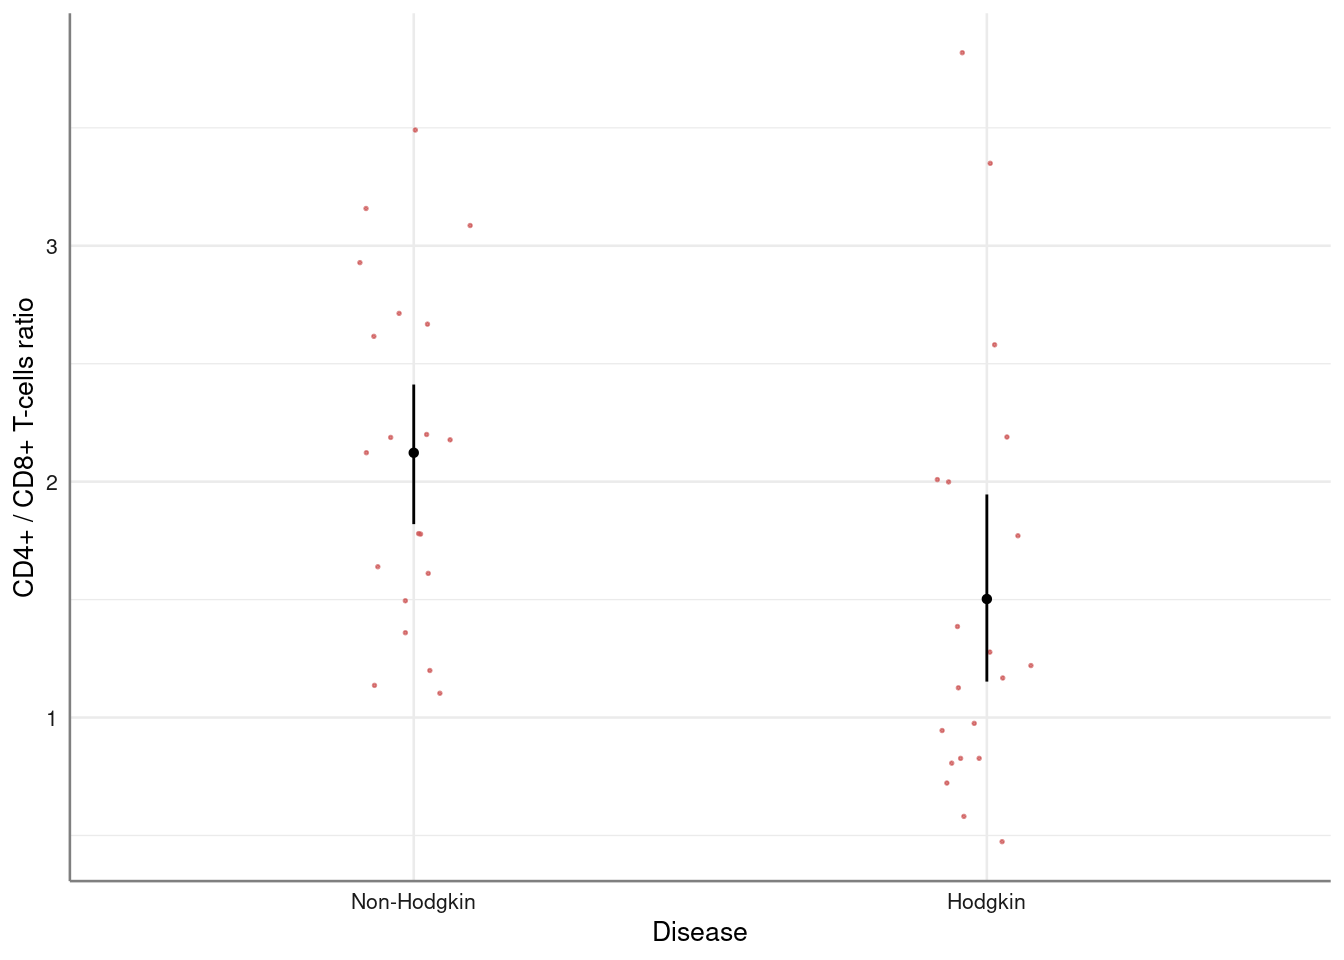 CD4+ / CD8+ T-cells ratio
3
2
1
Non-Hodgkin
Hodgkin
Disease